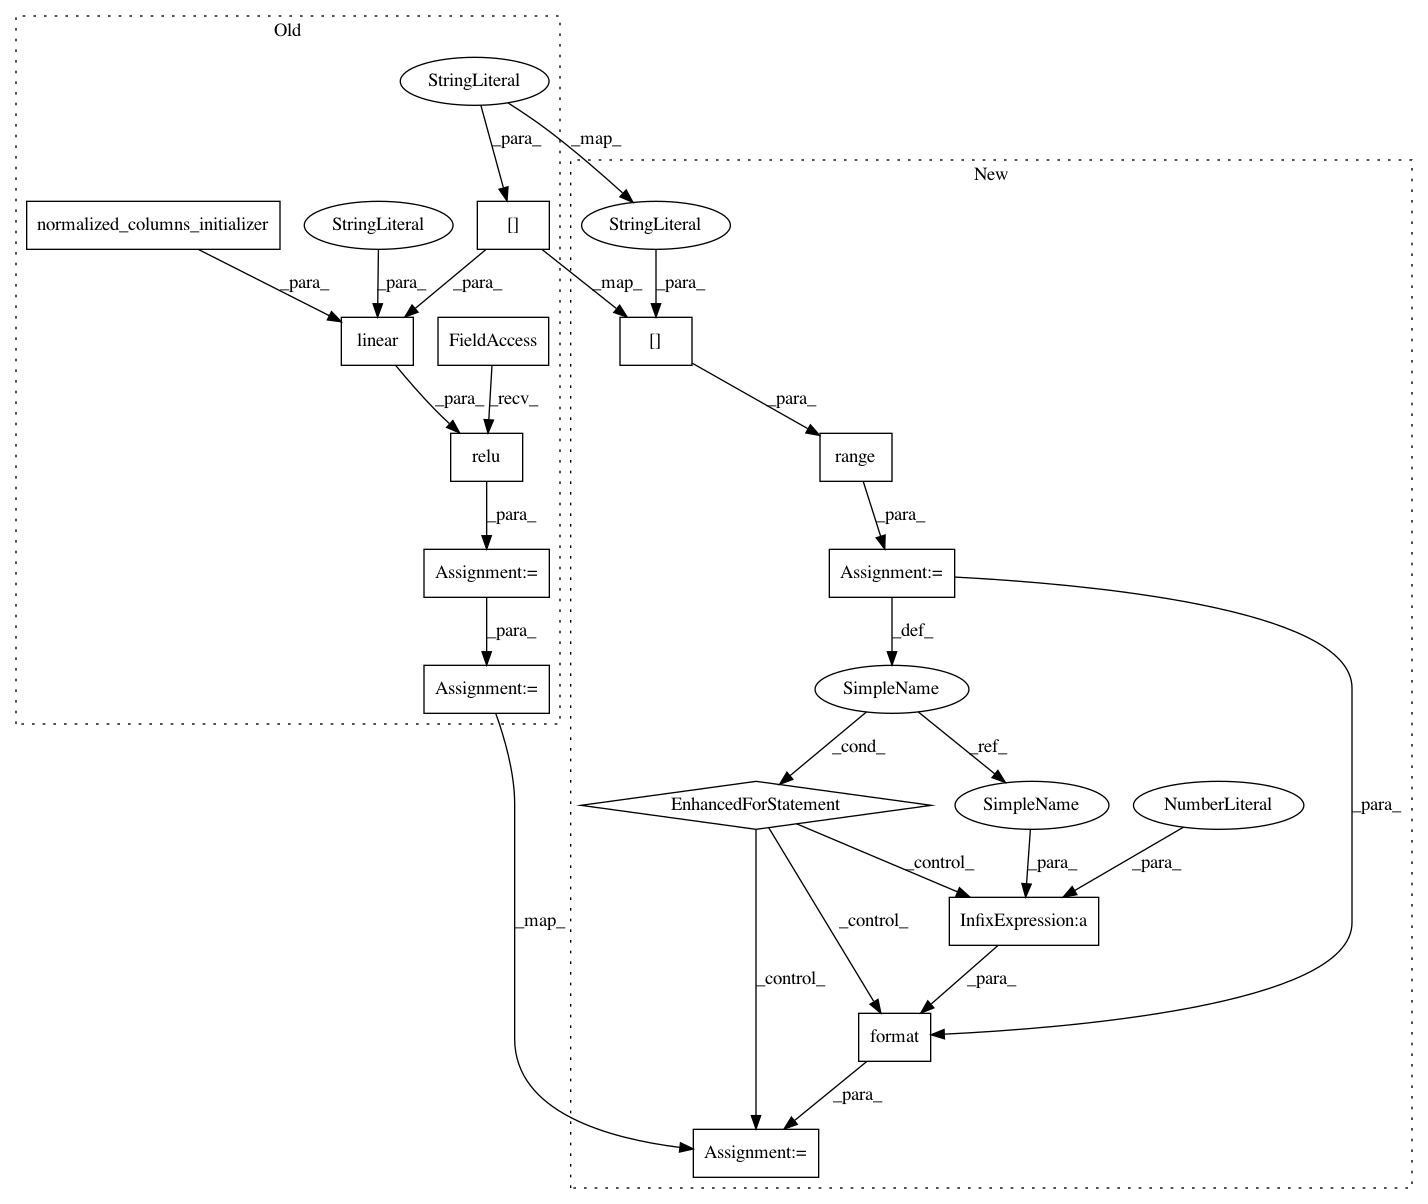 Old
StringLiteral
_para_
_map_
New
normalized_columns_initializer
StringLiteral
[]
StringLiteral
_para_
_para_
_para_
_map_
_para_
linear
FieldAccess
[]
_para_
_recv_
_para_
relu
range
_para_
_para_
Assignment:=
Assignment:=
_para_
_def_
Assignment:=
SimpleName
_cond_
_ref_
EnhancedForStatement
SimpleName
NumberLiteral
_para_
_control_
_para_
_para_
_map_
_control_
InfixExpression:a
_control_
_para_
format
_para_
Assignment:=